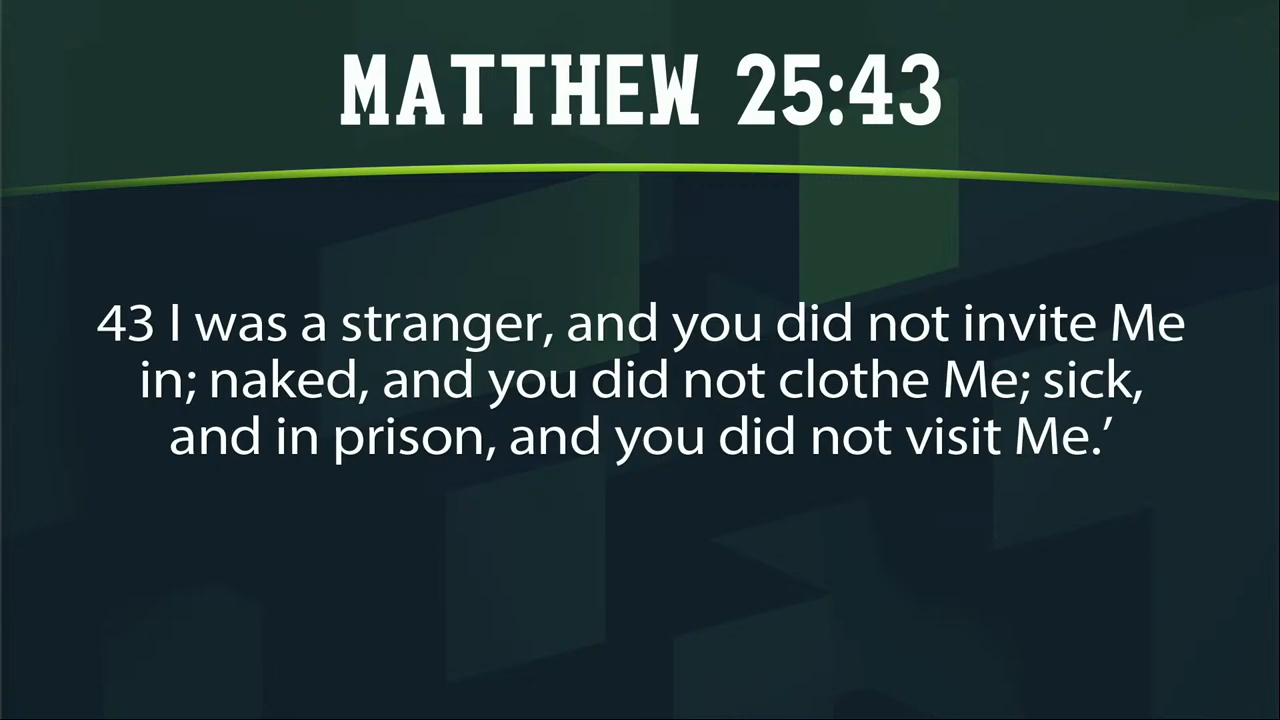 MATTHEW 25:43
43 I was a stranger, and you did not invite Me
in; naked, and you did not clothe Me; sick,
and in prison, and you did not visit Me.’